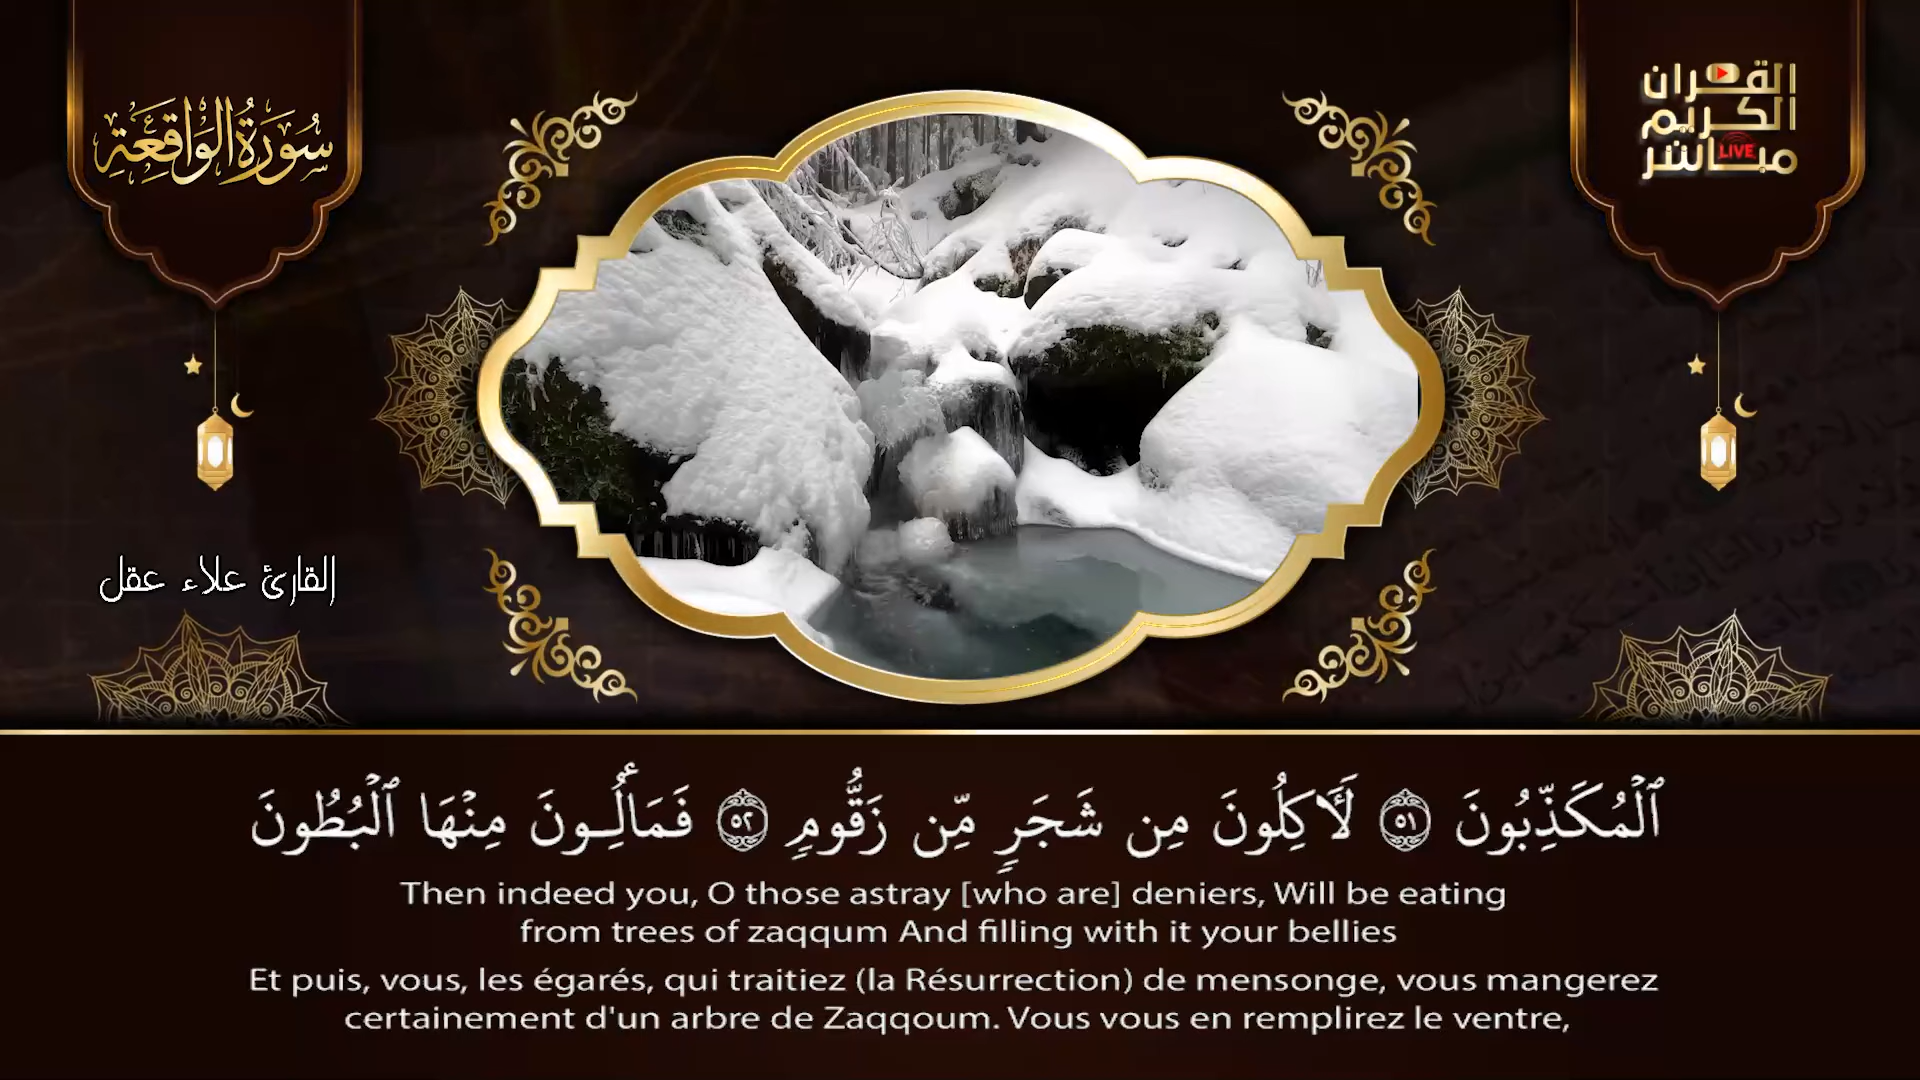 سُورَةُ الوَاقِعَةِ
القرآن
الكريم
مباشر
LIVE
القارئ علاء عقل
ٱلْمُكَذِّبُونَ ٥١ لَأٓكِلُونَ مِن شَجَرٍ مِّن زَقُّومٍ ٥٢ فَمَالِـُٔونَ مِنْهَا ٱلْبُطُونَ
Then indeed you, O those astray [who are] deniers, Will be eating
from trees of zaqqum And filling with it your bellies
Et puis, vous, les égarés, qui traitiez (la Résurrection) de mensonge, vous mangerez
certainement d'un arbre de Zaqqoum. Vous vous en remplirez le ventre,